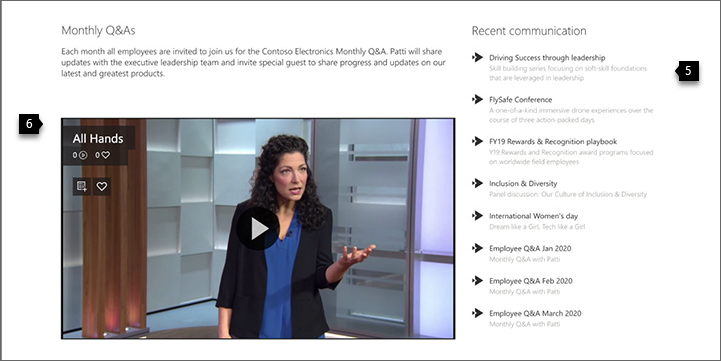 Monthly Q&As
Each month all employees are invited to join us for the Contoso Electronics Monthly Q&A. Patti will share
updates with the executive leadership team and invite special guest to share progress and updates on our
latest and greatest products.
6
All Hands
0 0
Recent communication
5
Driving Success through leadership
Skill building series focusing on soft-skill foundations
that are leveraged in leadership
FlySafe Conference
A one-of-a-kind immersive drone experiences over the
course of three action-packed days
FY19 Rewards & Recognition playbook
Y19 Rewards and Recognition award programs focused
on worldwide field employees
Inclusion & Diversity
Panel discussion: Our Culture of Inclusion & Diversity
International Women's day
Dream like a Girl, Tech like a Girl
Employee Q&A Jan 2020
Monthly Q&A with Patti
Employee Q&A Feb 2020
Monthly Q&A with Patti
Employee Q&A March 2020
Monthly Q&A with Patti